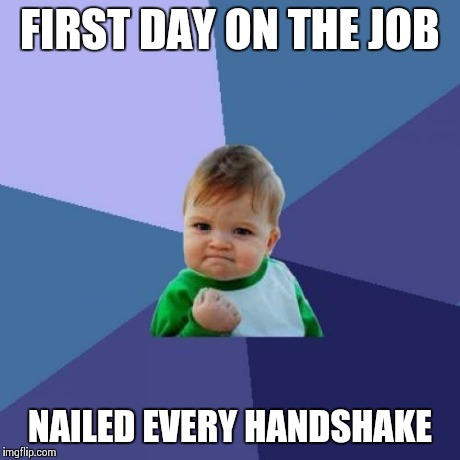 FIRST DAY ON THE JOB
NAILED EVERY HANDSHAKE
imgflip.com